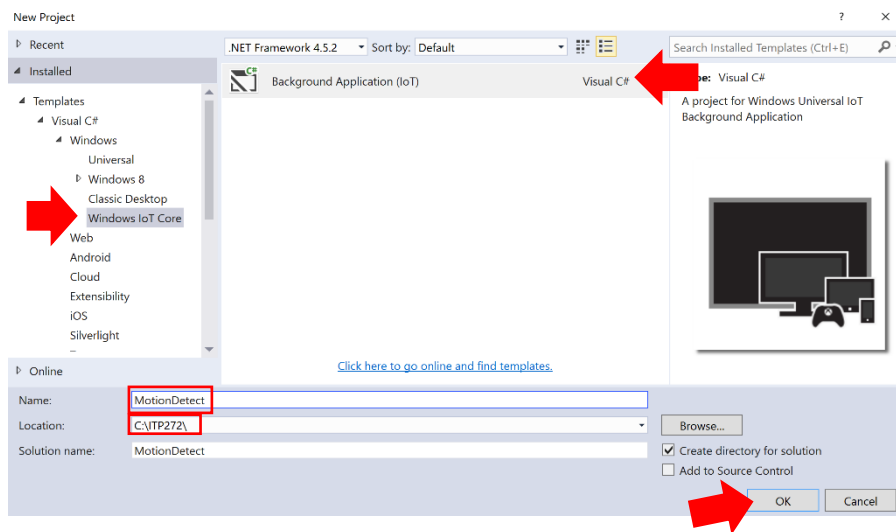 New Project
? ×
Recent
.NET Framework 4.5.2 Sort by: Default
Search Installed Templates (Ctrl+E)
Installed
Templates
Visual C#
Windows
Universal
Windows 8
Classic Desktop
Windows IoT Core
Web
Android
Cloud
Extensibility
iOS
Silverlight
Online
C#
Background Application (IoT) Visual C#
Click here to go online and find templates.
Visual C#
A project for Windows Universal IoT
Background Application
Name: MotionDetect
Location: C:\ITP272\
Browse...
Solution name: MotionDetect
Create directory for solution
Add to Source Control
OK Cancel